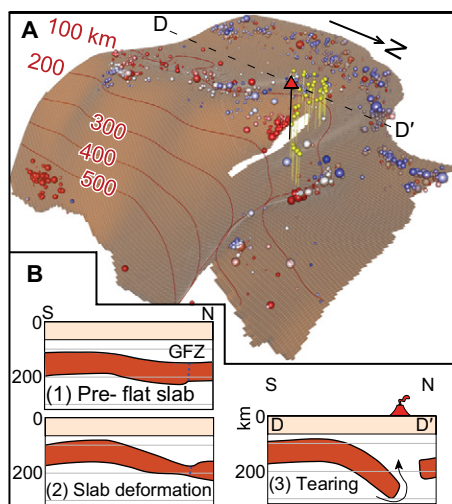 A
D
N
100 km
200
300
400
500
D′
B
S N
0
GFZ
200
(1) Pre- flat slab
0
200
(2) Slab deformation
S N
km
0
D D′
200
(3) Tearing